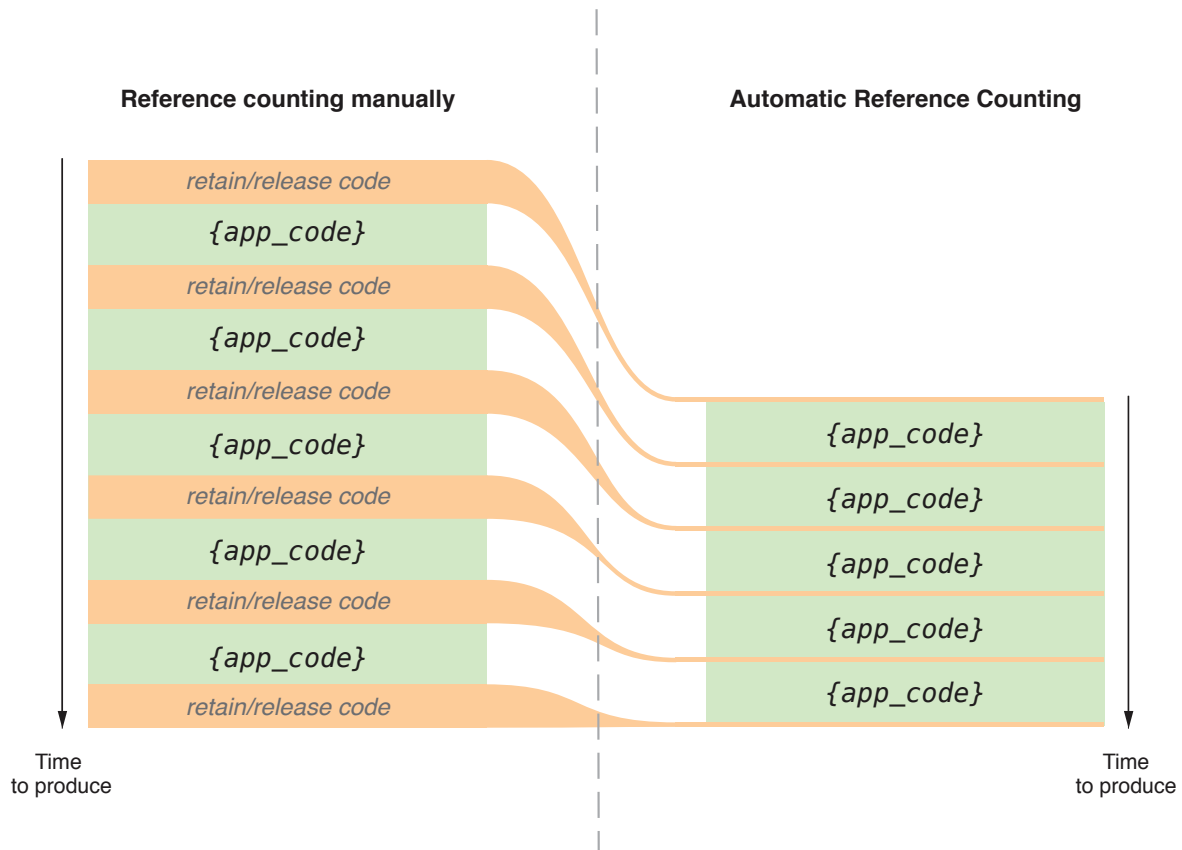 Reference counting manually
retain/release code
{app_code}
retain/release code
{app_code}
retain/release code
{app_code}
retain/release code
{app_code}
retain/release code
{app_code}
retain/release code
Time
to produce
Automatic Reference Counting
{app_code}
{app_code}
{app_code}
{app_code}
{app_code}
Time
to produce